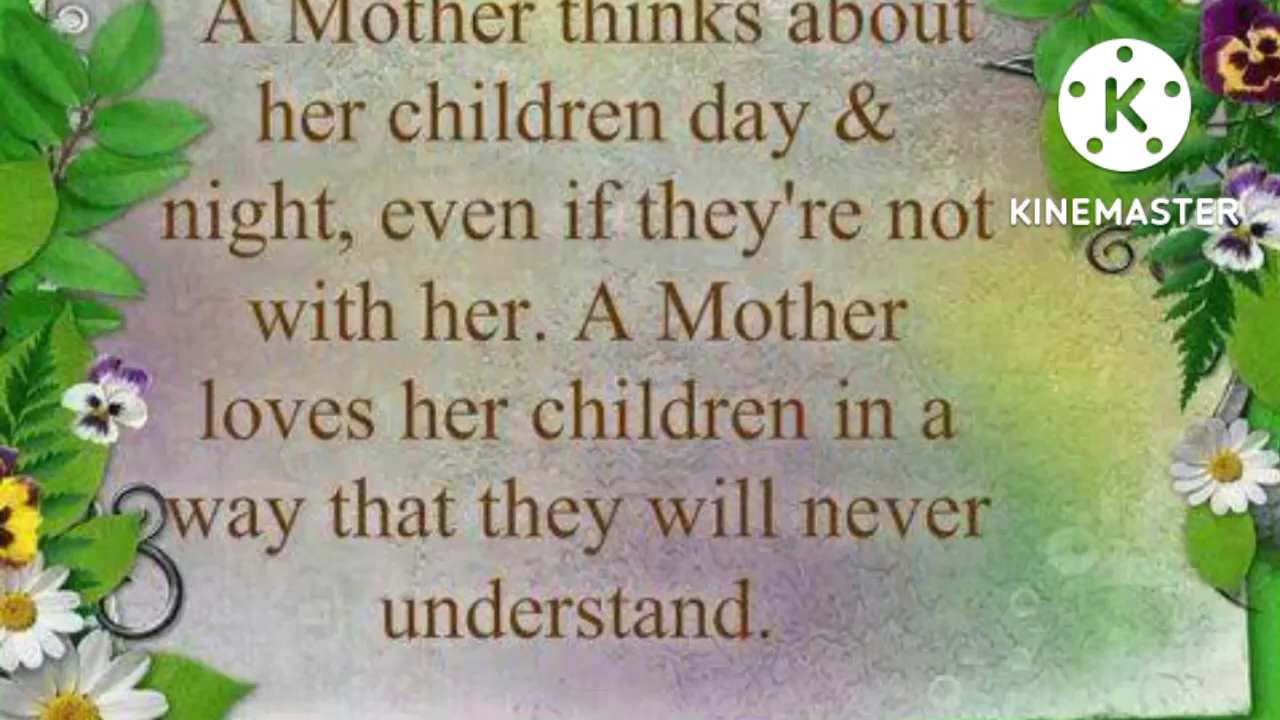 A Mother thinks about
her children day &
night, even if they're not
with her. A Mother
loves her children in a
way that they will never
understand.
K
KINEMASTER